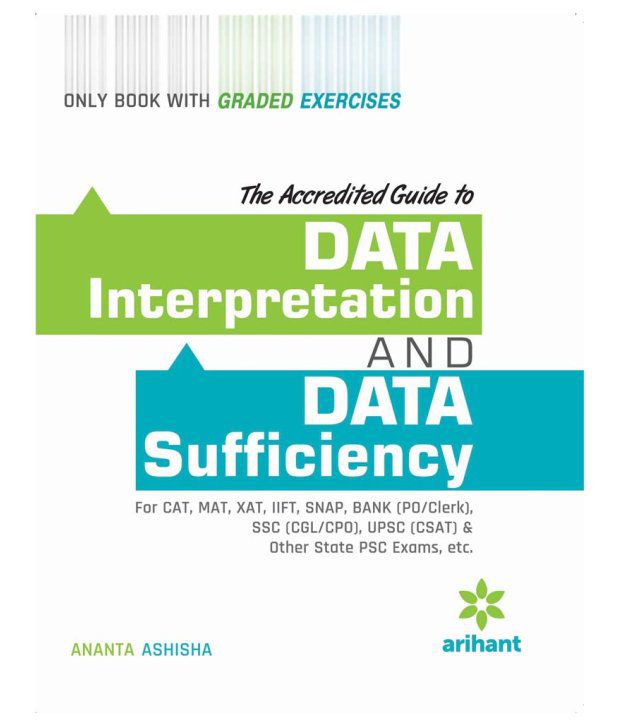 ONLY BOOK WITH GRADED EXERCISES
The Accredited Guide to
DATA
Interpretation
AND
DATA
Sufficiency
For CAT, MAT, XAT, IIFT, SNAP, BANK (PO/Clerk),
SSC (CGL/CPO), UPSC (CSAT) &
Other State PSC Exams, etc.
arihant
ANANTA ASHISHA